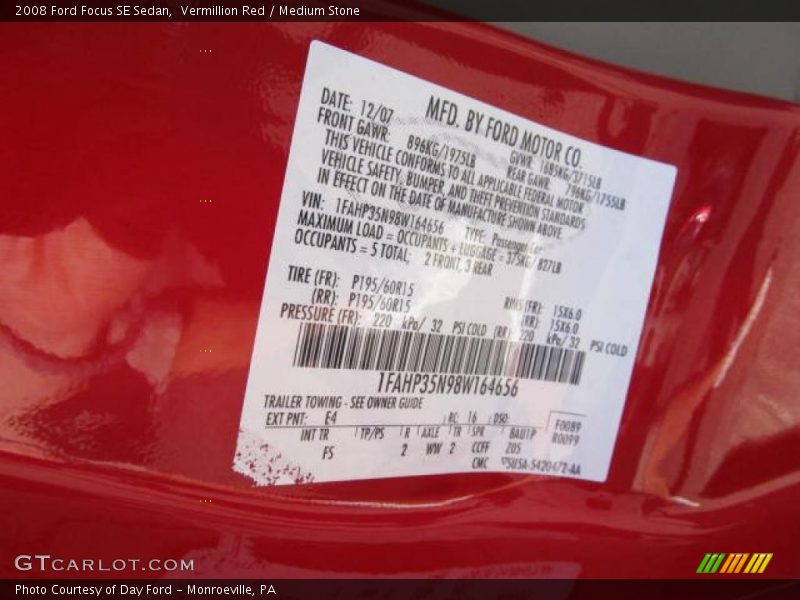 2008 Ford Focus SE Sedan, Vermillion Red / Medium Stone
MFD. BY FORD MOTOR CO.
DATE: 12/07 GVWR: 1685KG/3715LB
FRONT GAWR: 896KG/1975LB REAR GAWR: 796KG/1755LB
THIS VEHICLE CONFORMS TO ALL APPLICABLE FEDERAL MOTOR
VEHICLE SAFETY, BUMPER, AND THEFT PREVENTION STANDARDS
IN EFFECT ON THE DATE OF MANUFACTURE SHOWN ABOVE.
VIN: 1FAHP35N98W164656 TYPE: Passenger Car
MAXIMUM LOAD = OCCUPANTS + LUGGAGE = 375KG/ 827LB
OCCUPANTS = 5 TOTAL; 2 FRONT, 3 REAR
TIRE (FR): P195/60R15 RIMS (FR): 15X6.0
(RR): P195/60R15 (RR): 15X6.0
PRESSURE (FR): 220 kPa/ 32 PSI COLD (RR): 220 kPa/ 32 PSI COLD
1FAHP35N98W164656
TRAILER TOWING - SEE OWNER GUIDE
EXT PNT: E4 RC: 16 DSO: F0089
INT TR TP/PS R AXLE TR SPR R0099
FS 2 WW 2 CCFF 205
CMC
GTCARLOT.COM
Photo Courtesy of Day Ford – Monroeville, PA